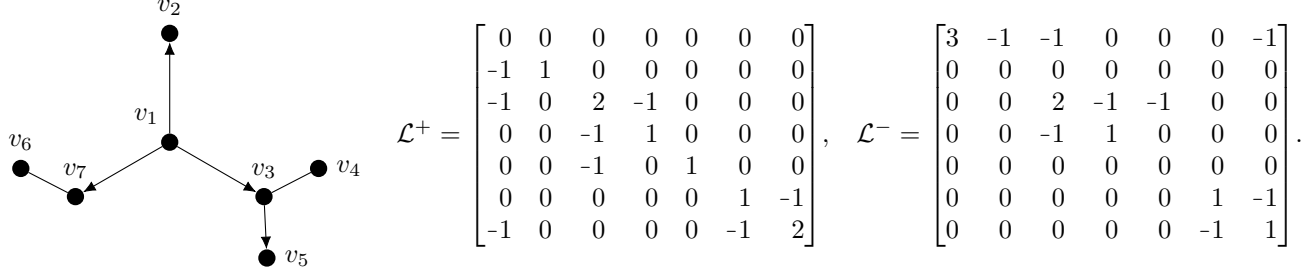 v₂
v₁
v₆
v₇
v₃
v₄
v₅
ℒ⁺ =
0 0 0 0 0 0 0
-1 1 0 0 0 0 0
-1 0 2 -1 0 0 0
0 0 -1 1 0 0 0
0 0 -1 0 1 0 0
0 0 0 0 0 1 -1
-1 0 0 0 0 -1 2
, ℒ⁻ =
3 -1 -1 0 0 0 -1
0 0 0 0 0 0 0
0 0 2 -1 -1 0 0
0 0 -1 1 0 0 0
0 0 0 0 0 0 0
0 0 0 0 0 1 -1
0 0 0 0 0 -1 1
.